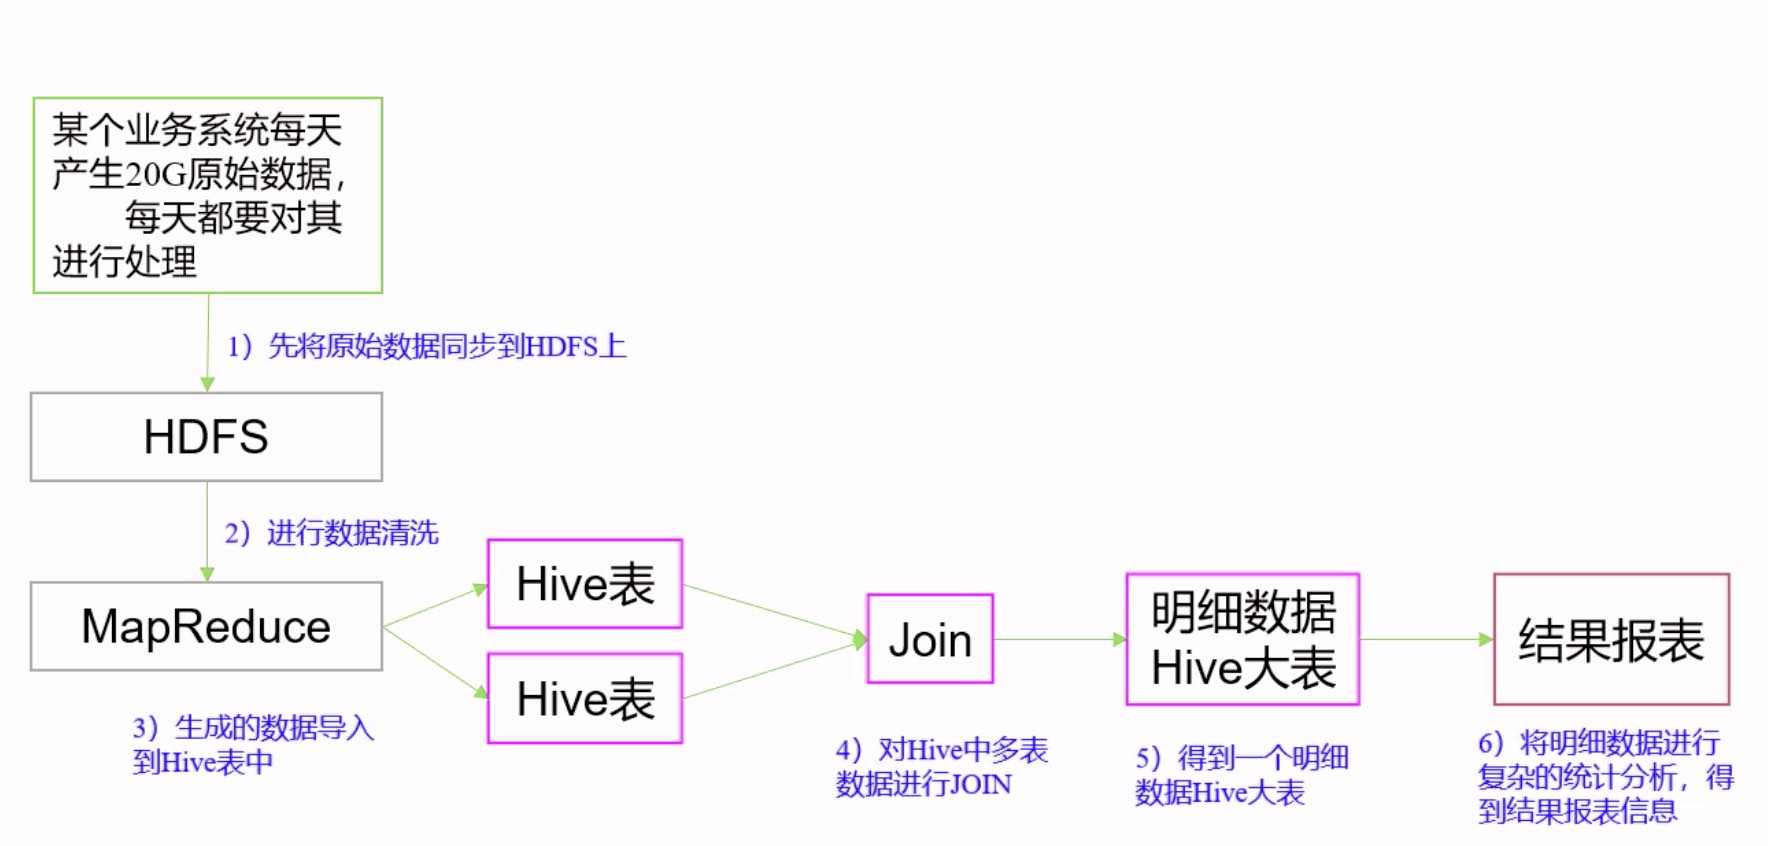 某个业务系统每天
产生20G原始数据，
每天都要对其
进行处理
1）先将原始数据同步到HDFS上
HDFS
2）进行数据清洗
MapReduce
3）生成的数据导入
到Hive表中
Hive表
Hive表
Join
4）对Hive中多表
数据进行JOIN
明细数据
Hive大表
5）得到一个明细
数据Hive大表
结果报表
6）将明细数据进行
复杂的统计分析，得
到结果报表信息